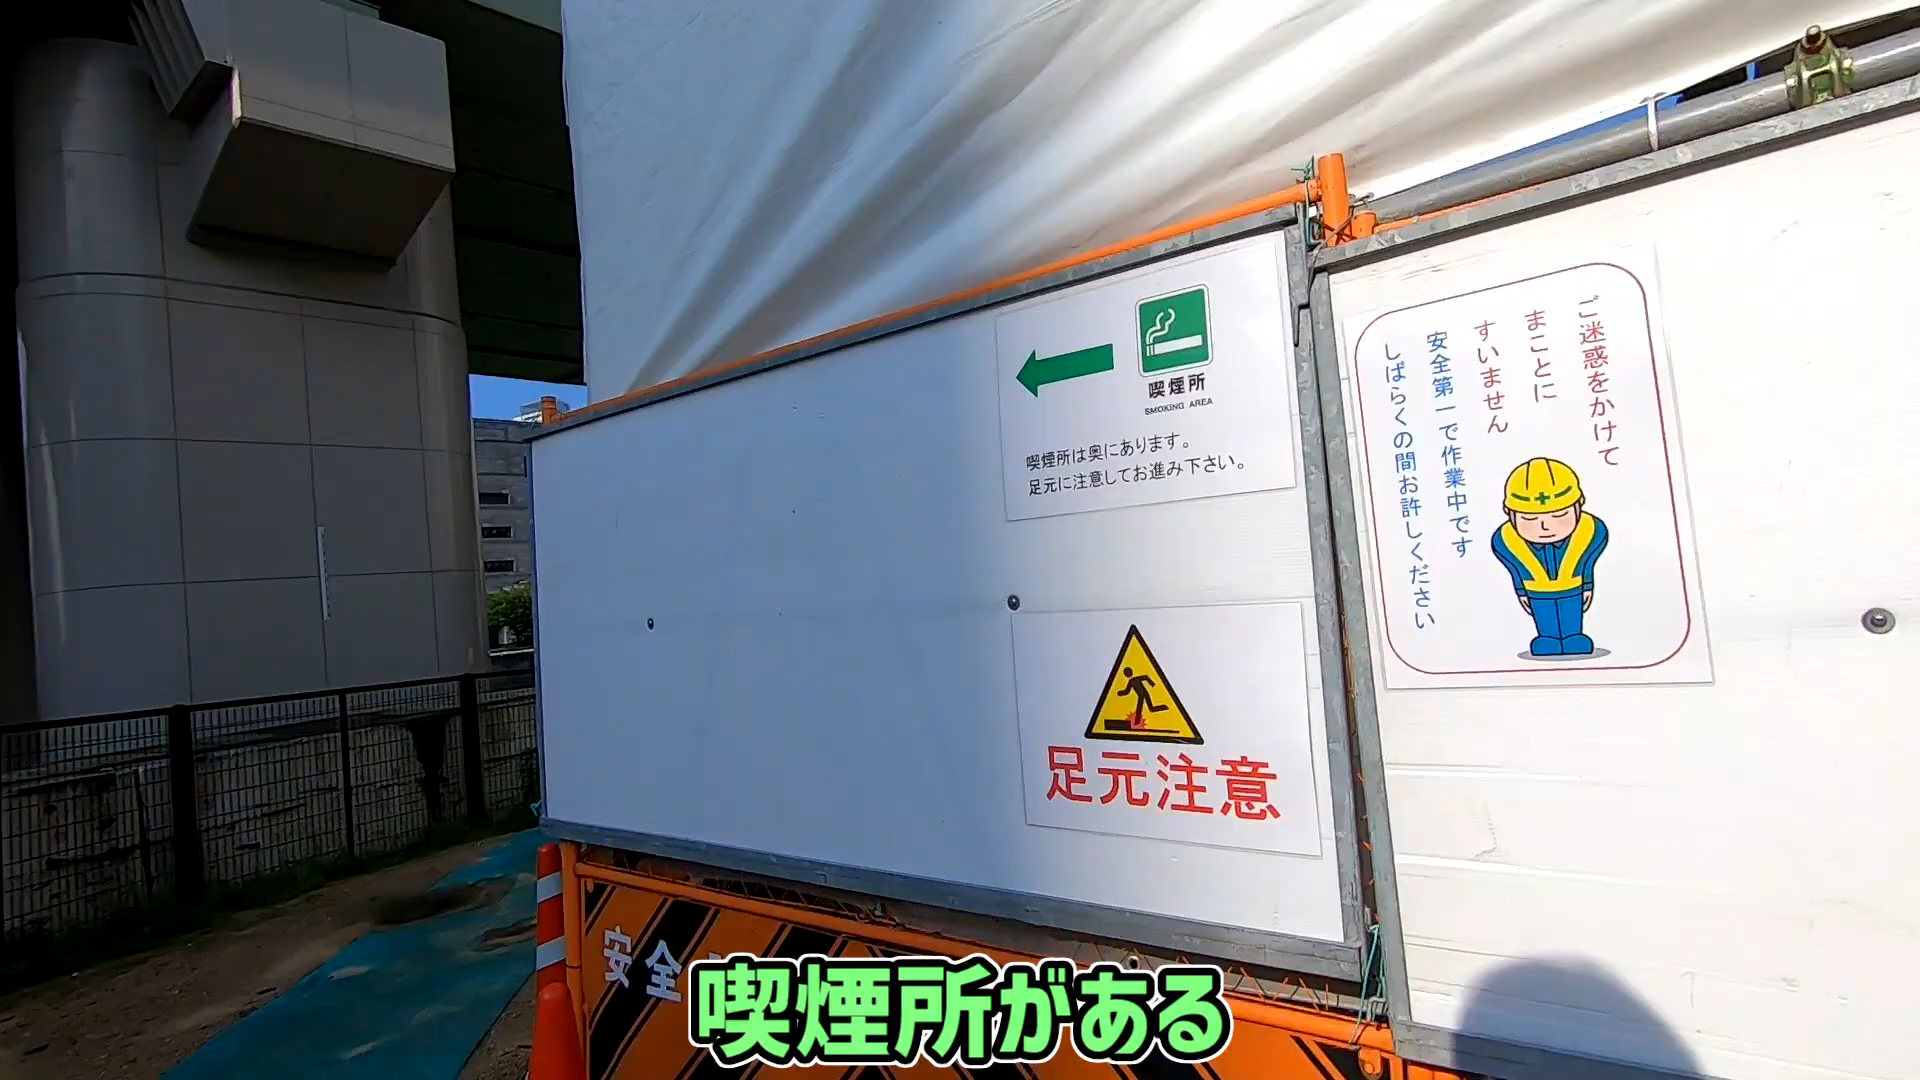 喫煙所
SMOKING AREA
喫煙所は奥にあります。
足元に注意してお進み下さい。
足元注意
ご迷惑をかけて
まことに
すいません
安全第一で作業中です
しばらくの間お許しください
安全
喫煙所がある